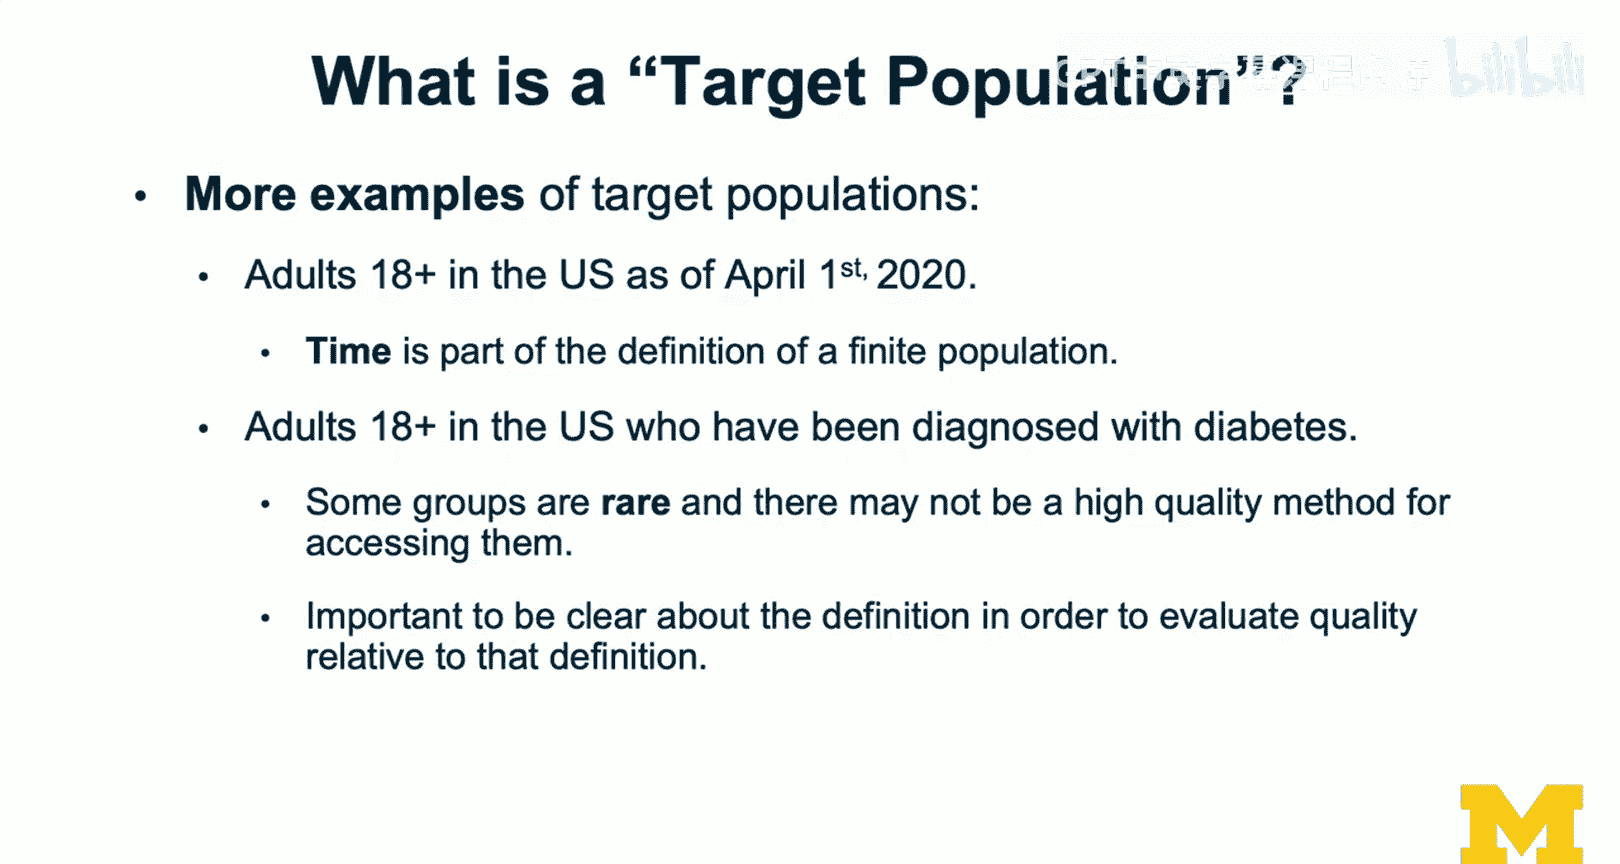 What is a “Target Population”?
bilibili
• More examples of target populations:
• Adults 18+ in the US as of April 1st, 2020.
• Time is part of the definition of a finite population.
• Adults 18+ in the US who have been diagnosed with diabetes.
• Some groups are rare and there may not be a high quality method for
accessing them.
• Important to be clear about the definition in order to evaluate quality
relative to that definition.
M